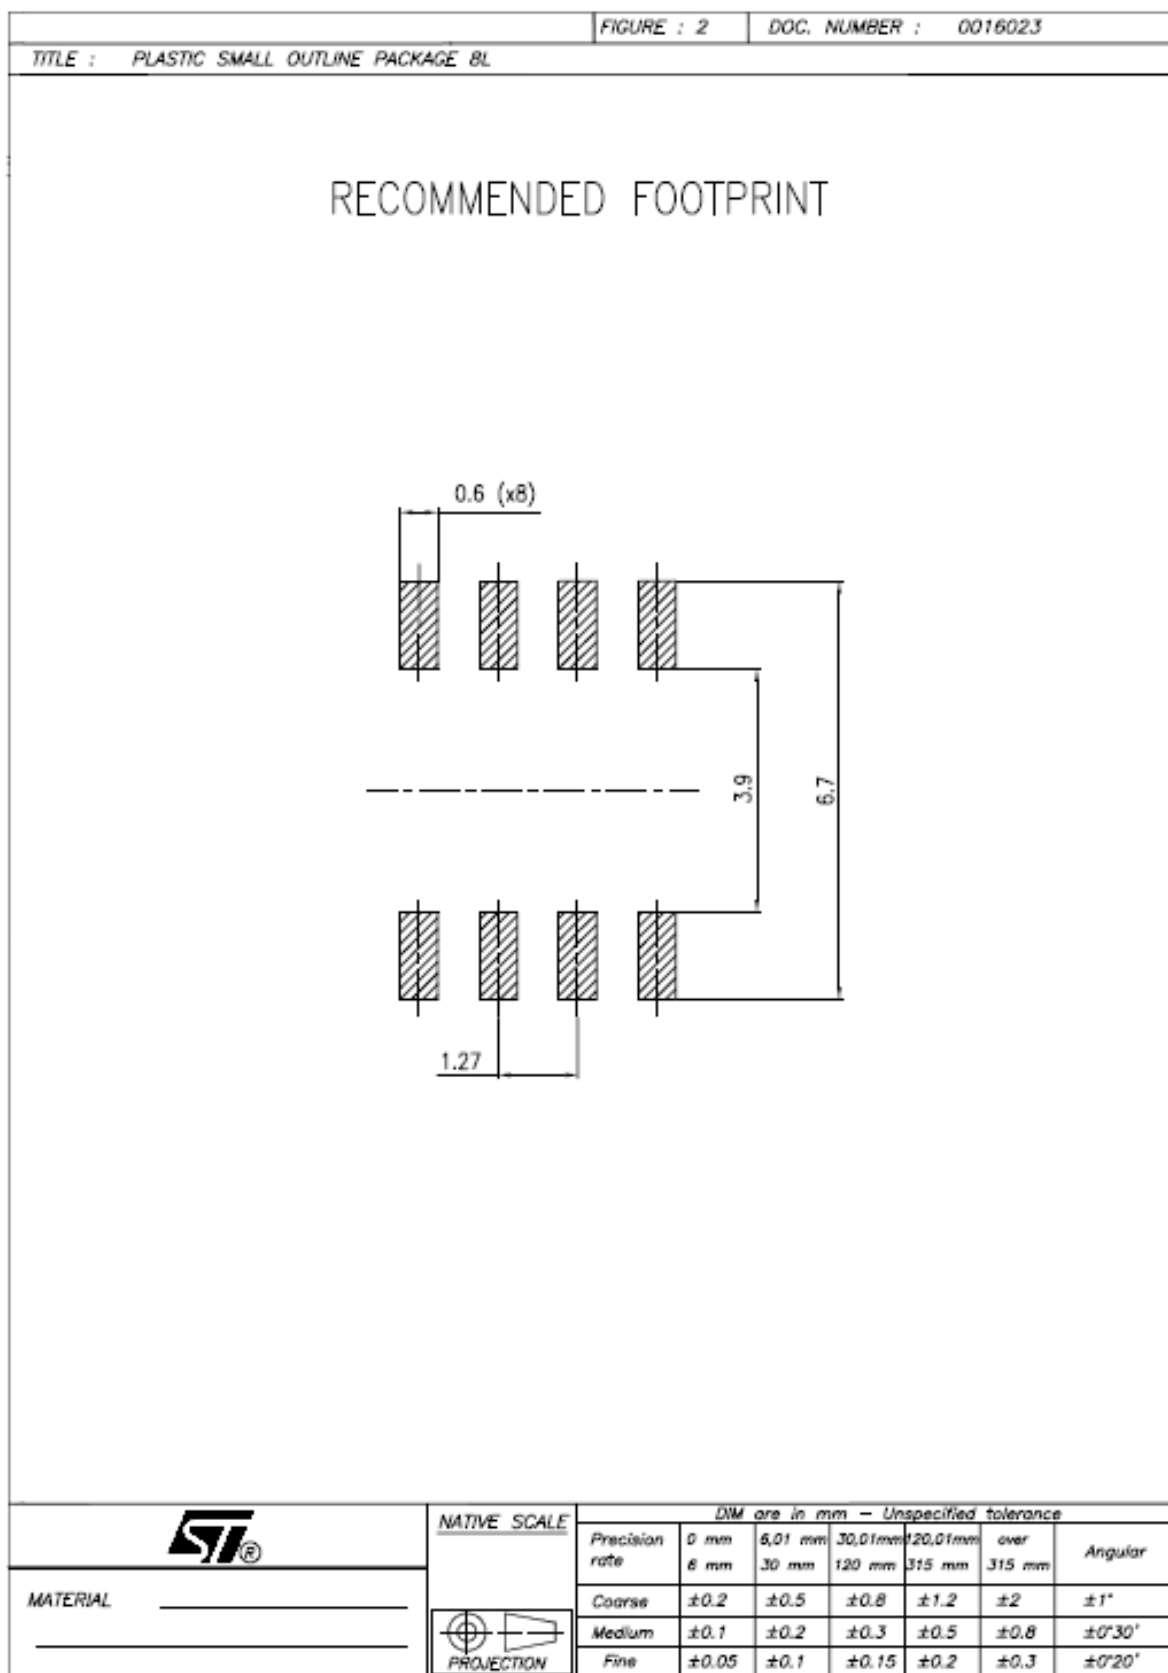 FIGURE : 2 DOC. NUMBER : 0016023
TITLE : PLASTIC SMALL OUTLINE PACKAGE 8L
RECOMMENDED FOOTPRINT
0.6 (x8)
3.9
6.7
1.27
ST®
MATERIAL
NATIVE SCALE
PROJECTION
DIM are in mm – Unspecified tolerance
Precision rate 0 mm 6 mm 6,01 mm 30 mm 30,01mm 120 mm 120,01mm 315 mm over 315 mm Angular
Coarse ±0.2 ±0.5 ±0.8 ±1.2 ±2 ±1°
Medium ±0.1 ±0.2 ±0.3 ±0.5 ±0.8 ±0°30'
Fine ±0.05 ±0.1 ±0.15 ±0.2 ±0.3 ±0°20'